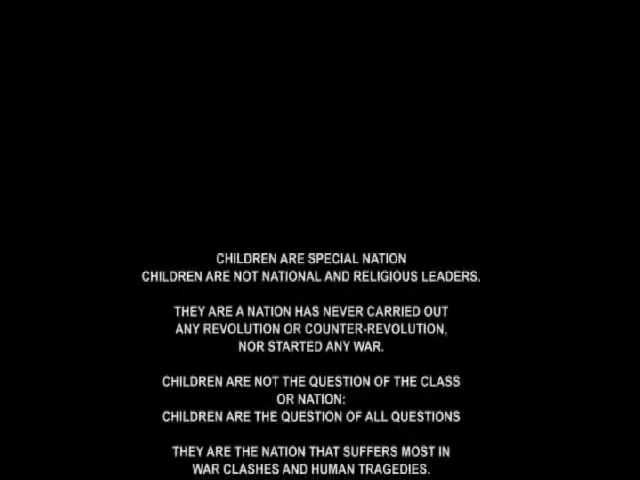 CHILDREN ARE SPECIAL NATION
CHILDREN ARE NOT NATIONAL AND RELIGIOUS LEADERS.
THEY ARE A NATION HAS NEVER CARRIED OUT
ANY REVOLUTION OR COUNTER-REVOLUTION,
NOR STARTED ANY WAR.
CHILDREN ARE NOT THE QUESTION OF THE CLASS
OR NATION:
CHILDREN ARE THE QUESTION OF ALL QUESTIONS
THEY ARE THE NATION THAT SUFFERS MOST IN
WAR CLASHES AND HUMAN TRAGEDIES.